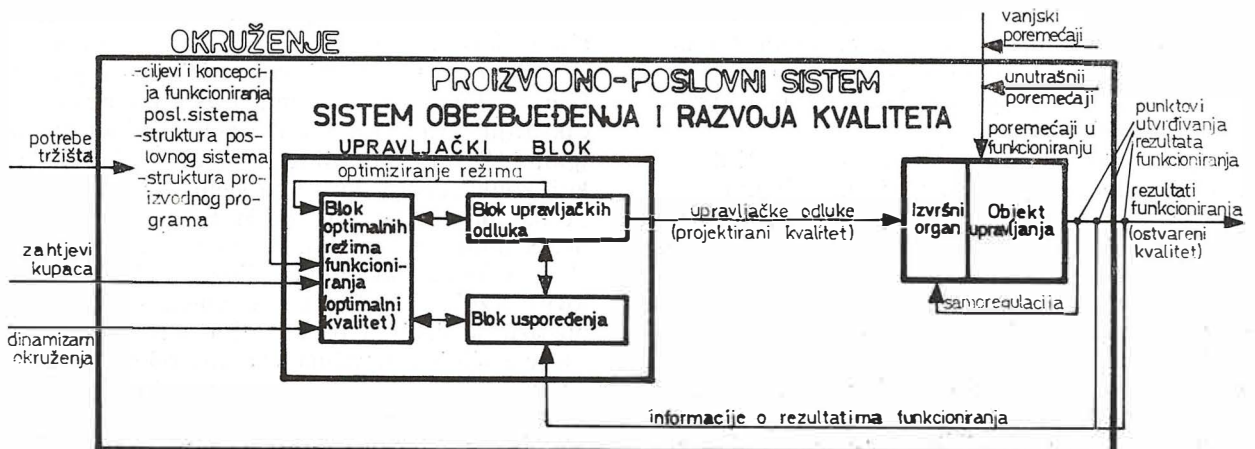 OKRUŽENJE
PROIZVODNO-POSLOVNI SISTEM
SISTEM OBEZBJEĐENJA I RAZVOJA KVALITETA
UPRAVLJAČKI BLOK
-ciljevi i koncepci-
ja funkcioniranja
posl.sistema
-struktura pos-
lovnog sistema
-struktura pro-
izvodnog pro-
grama
potrebe
tržišta
zahtjevi
kupaca
dinamizam
okruženja
optimiziranje režima
Blok
optimalnih
režima
funkcioni-
ranja
(optimalni
kvalitet)
Blok upravljačkih
odluka
Blok uspoređenja
upravljačke odluke
(projektirani kvalitet)
vanjski
poremećaji
unutrašnji
poremećaji
poremećaji u
funkcioniranju
Izvršni
organ
Objekt
upravljanja
samoregulacija
punktovi
utvrđivanja
rezultata
funkcioniranja
rezultati
funkcioniranja
(ostvareni
kvalitet)
informacije o rezultatima funkcioniranja